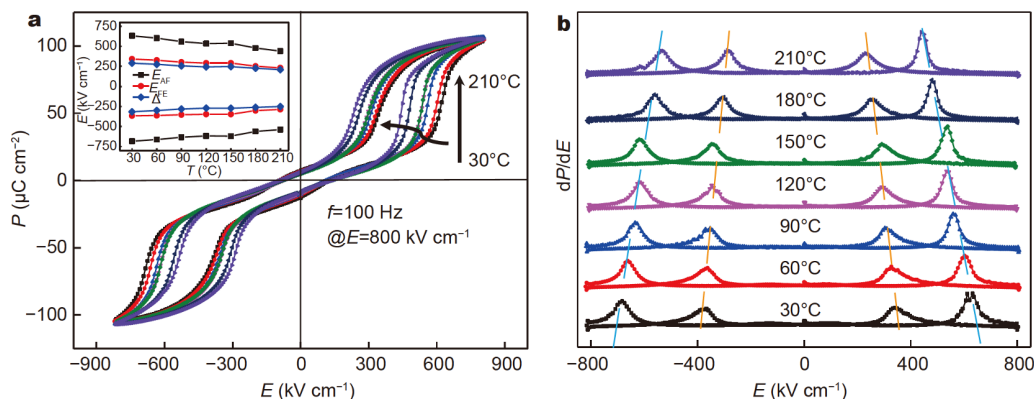 a
750
500
250
0
−250
−500
−750
E (kV cm⁻¹)
E_AF
E_FE
Δ
30 60 90 120 150 180 210
T (°C)
100
50
0
−50
−100
P (µC cm⁻²)
210°C
30°C
f=100 Hz
@E=800 kV cm⁻¹
−900 −600 −300 0 300 600 900
E (kV cm⁻¹)
b
dP/dE
210°C
180°C
150°C
120°C
90°C
60°C
30°C
−800 −400 0 400 800
E (kV cm⁻¹)